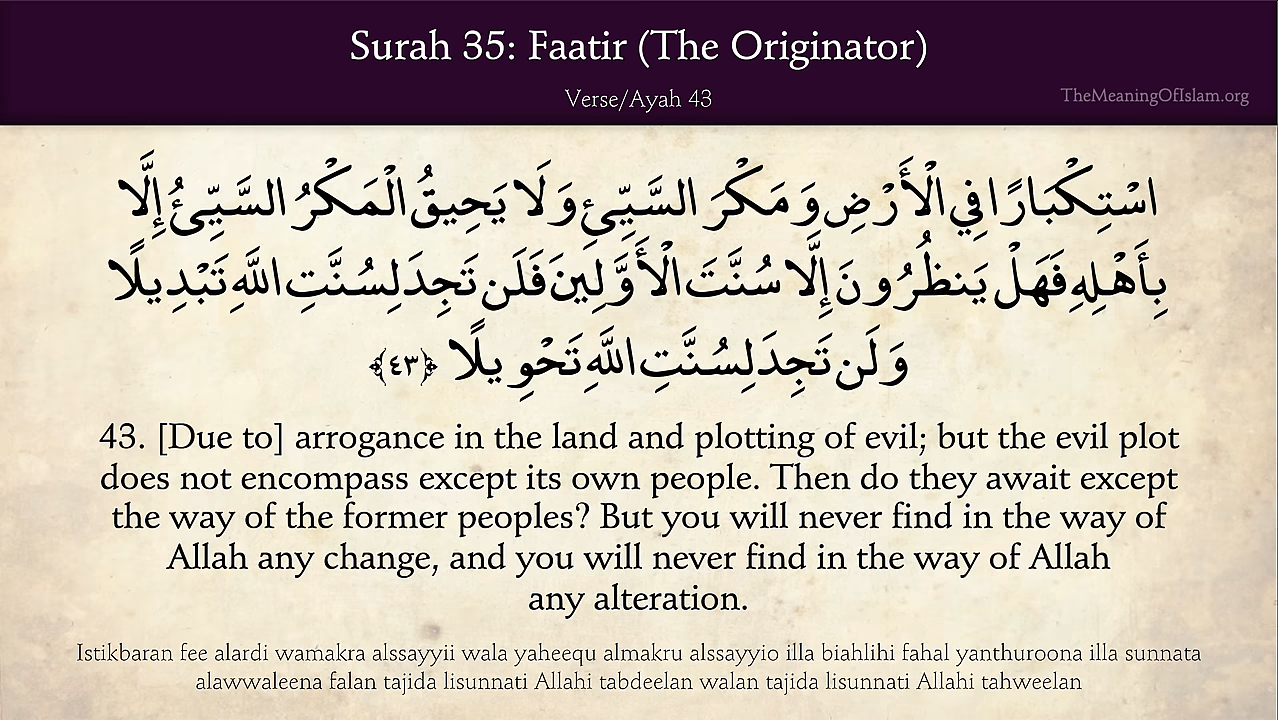 Surah 35: Faatir (The Originator)
Verse/Ayah 43
TheMeaningOfIslam.org
اسْتِكْبَارًا فِي الْأَرْضِ وَمَكْرَ السَّيِّئِ وَلَا يَحِيقُ الْمَكْرُ السَّيِّئُ إِلَّا
بِأَهْلِهِ فَهَلْ يَنظُرُونَ إِلَّا سُنَّتَ الْأَوَّلِينَ فَلَن تَجِدَ لِسُنَّتِ اللَّهِ تَبْدِيلًا
وَلَن تَجِدَ لِسُنَّتِ اللَّهِ تَحْوِيلًا ﴿٤٣﴾
43. [Due to] arrogance in the land and plotting of evil; but the evil plot
does not encompass except its own people. Then do they await except
the way of the former peoples? But you will never find in the way of
Allah any change, and you will never find in the way of Allah
any alteration.
Istikbaran fee alardi wamakra alssayyii wala yaheequ almakru alssayyio illa biahlihi fahal yanthuroona illa sunnata
alawwaleena falan tajida lisunnati Allahi tabdeelan walan tajida lisunnati Allahi tahweelan